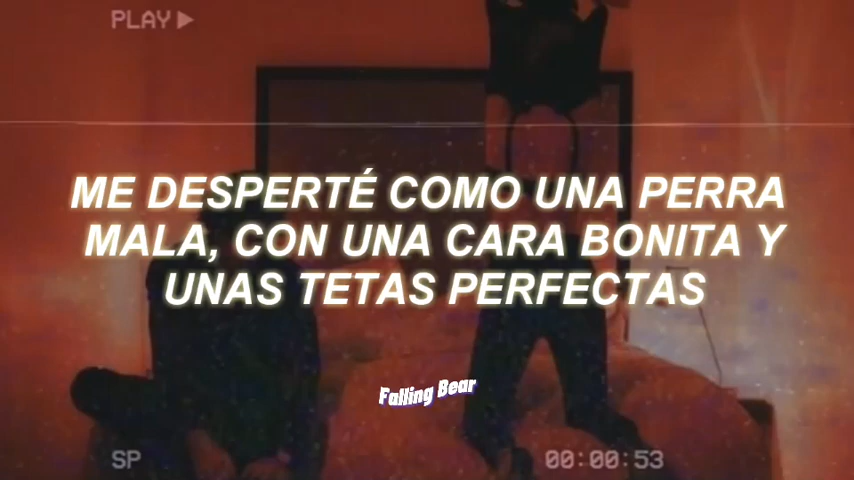 PLAY
ME DESPERTÉ COMO UNA PERRA
MALA, CON UNA CARA BONITA Y
UNAS TETAS PERFECTAS
Falling Bear
SP 00:00:53